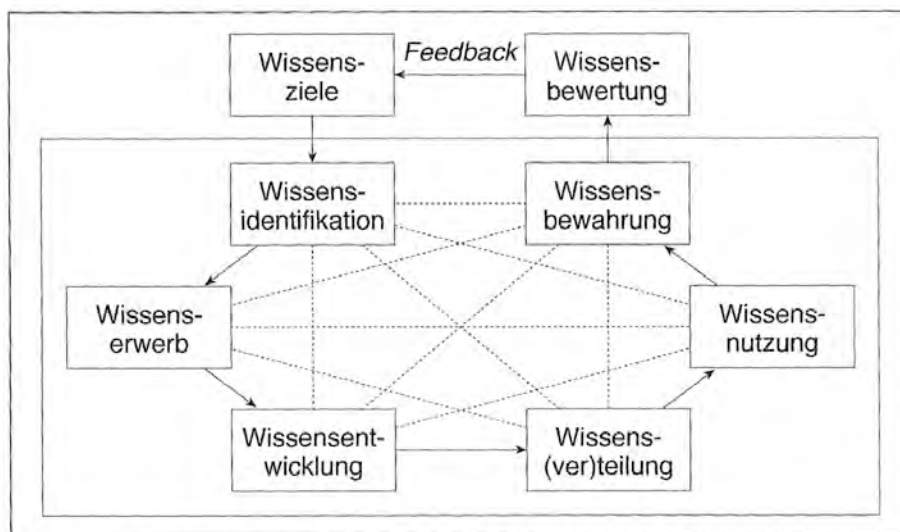 Wissens-
ziele
Feedback
Wissens-
bewertung
Wissens-
identifikation
Wissens-
bewahrung
Wissens-
erwerb
Wissens-
nutzung
Wissensent-
wicklung
Wissens-
(ver)teilung